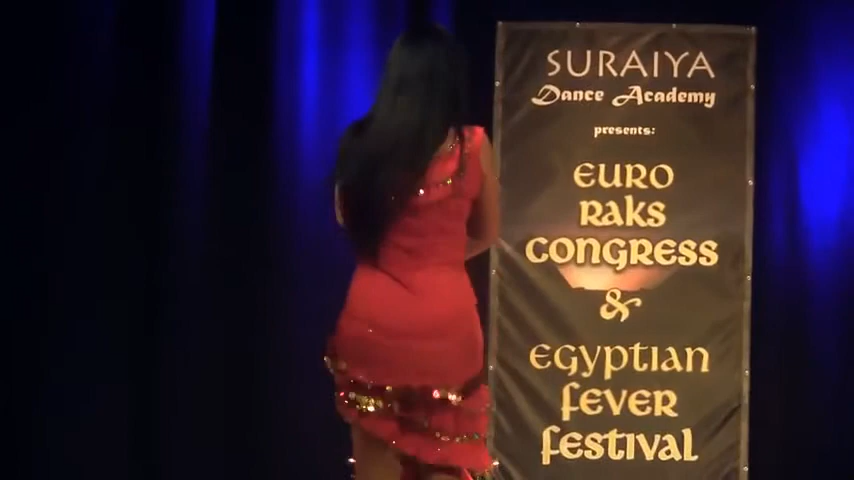 SURAIYA
Dance Academy
presents:
EURO
RAKS
CONGRESS
&
EGYPTIAN
FEVER
FESTIVAL